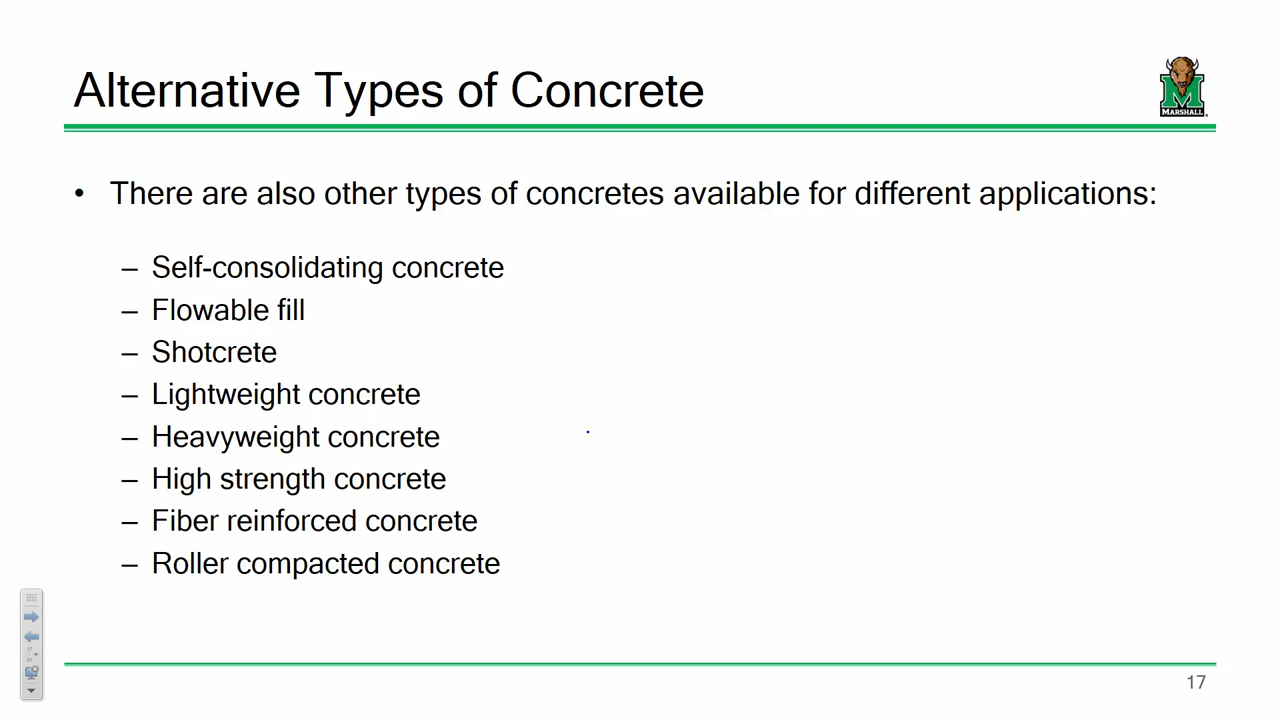 Alternative Types of Concrete
MARSHALL
• There are also other types of concretes available for different applications:
– Self-consolidating concrete
– Flowable fill
– Shotcrete
– Lightweight concrete
– Heavyweight concrete
– High strength concrete
– Fiber reinforced concrete
– Roller compacted concrete
17